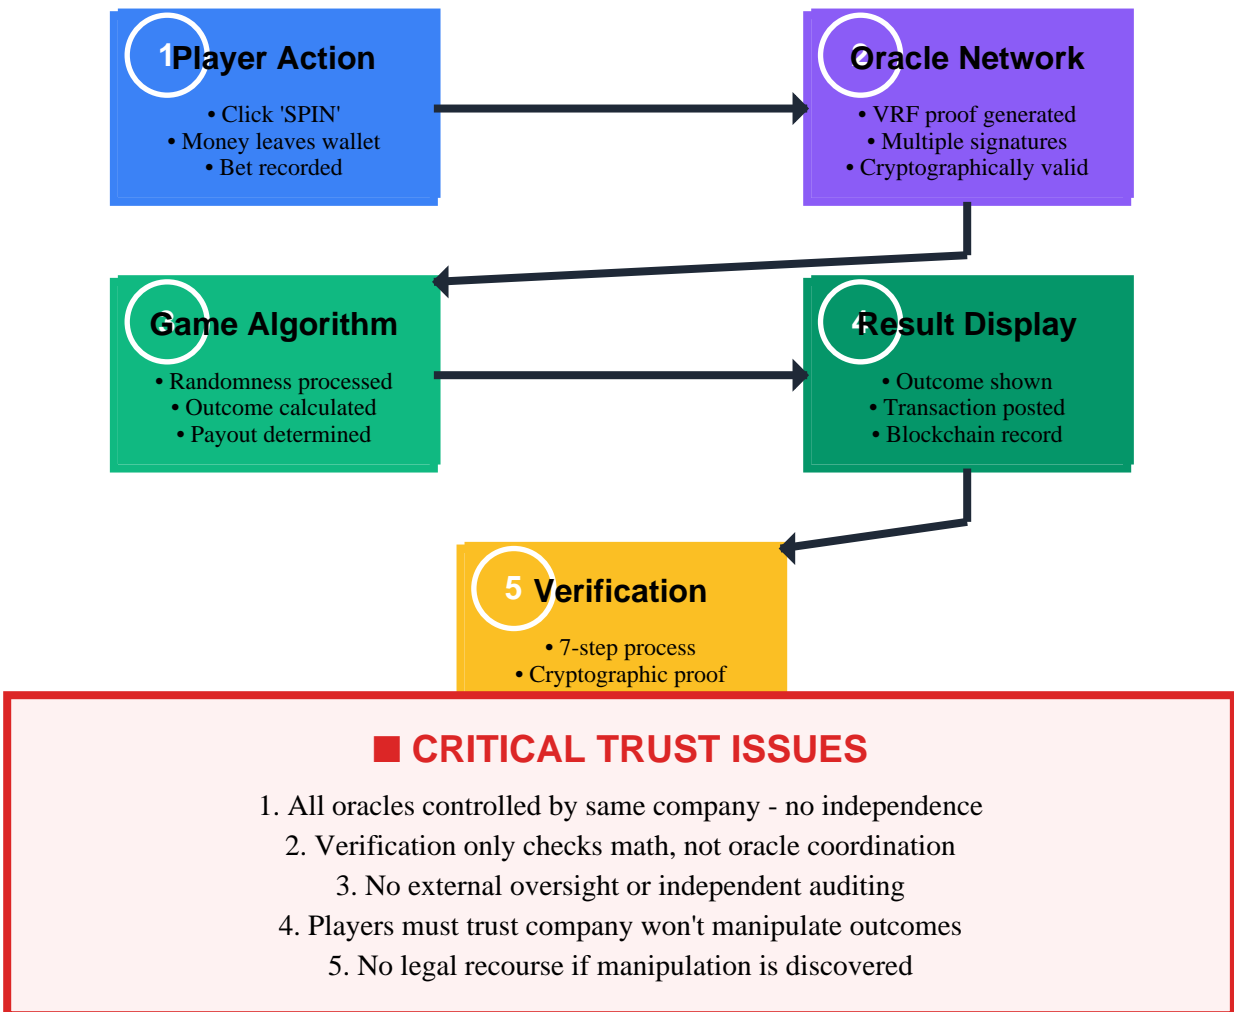 1 Player Action
• Click 'SPIN'
• Money leaves wallet
• Bet recorded
2 Oracle Network
• VRF proof generated
• Multiple signatures
• Cryptographically valid
3 Game Algorithm
• Randomness processed
• Outcome calculated
• Payout determined
4 Result Display
• Outcome shown
• Transaction posted
• Blockchain record
5 Verification
• 7-step process
• Cryptographic proof
■ CRITICAL TRUST ISSUES
1. All oracles controlled by same company - no independence
2. Verification only checks math, not oracle coordination
3. No external oversight or independent auditing
4. Players must trust company won't manipulate outcomes
5. No legal recourse if manipulation is discovered